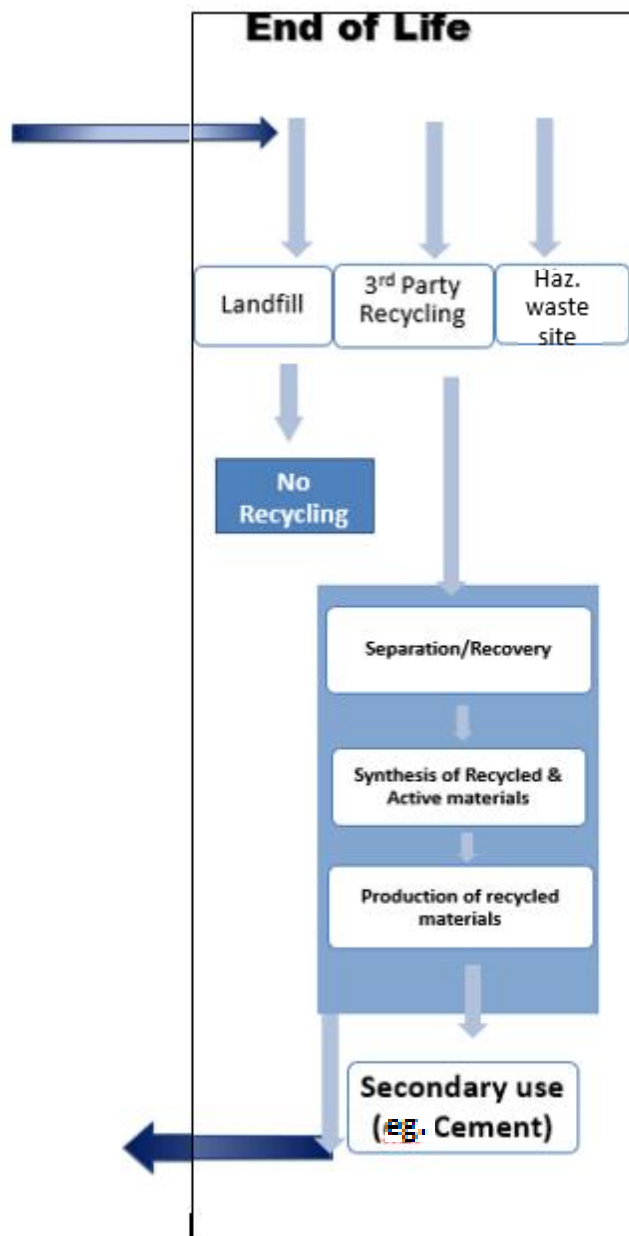 End of Life
Landfill
3rd Party
Recycling
Haz.
waste
site
No
Recycling
Separation/Recovery
Synthesis of Recycled &
Active materials
Production of recycled
materials
Secondary use
(eg. Cement)